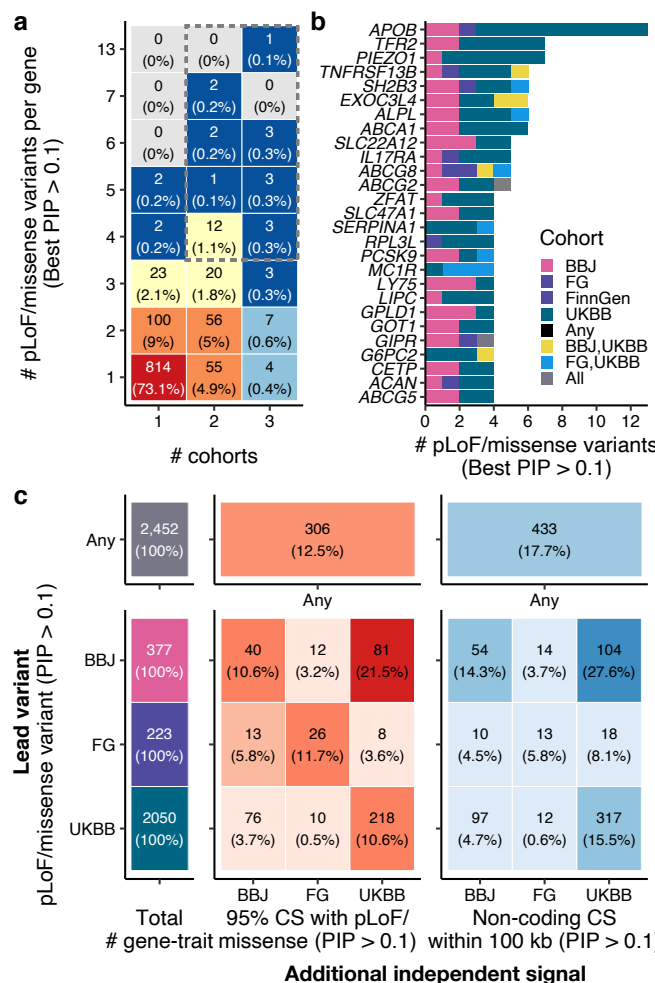 a
# pLoF/missense variants per gene
(Best PIP > 0.1)
13
7
6
5
4
3
2
1
0
(0%)
0
(0%)
1
(0.1%)
0
(0%)
2
(0.2%)
0
(0%)
0
(0%)
2
(0.2%)
3
(0.3%)
2
(0.2%)
1
(0.1%)
3
(0.3%)
2
(0.2%)
12
(1.1%)
3
(0.3%)
23
(2.1%)
20
(1.8%)
3
(0.3%)
100
(9%)
56
(5%)
7
(0.6%)
814
(73.1%)
55
(4.9%)
4
(0.4%)
1 2 3
# cohorts
b
APOB
TFR2
PIEZO1
TNFRSF13B
SH2B3
EXOC3L4
ALPL
ABCA1
SLC22A12
IL17RA
ABCG8
ABCG2
ZFAT
SLC47A1
SERPINA1
RPL3L
PCSK9
MC1R
LY75
LIPC
GPLD1
GOT1
GIPR
G6PC2
CETP
ACAN
ABCG5
Cohort
BBJ
FG
FinnGen
UKBB
Any
BBJ,UKBB
FG,UKBB
All
0 2 4 6 8 10 12
# pLoF/missense variants
(Best PIP > 0.1)
c
Lead variant
pLoF/missense variant (PIP > 0.1)
Any
2,452
(100%)
306
(12.5%)
433
(17.7%)
Any
Any
BBJ
377
(100%)
40
(10.6%)
12
(3.2%)
81
(21.5%)
54
(14.3%)
14
(3.7%)
104
(27.6%)
FG
223
(100%)
13
(5.8%)
26
(11.7%)
8
(3.6%)
10
(4.5%)
13
(5.8%)
18
(8.1%)
UKBB
2050
(100%)
76
(3.7%)
10
(0.5%)
218
(10.6%)
97
(4.7%)
12
(0.6%)
317
(15.5%)
BBJ FG UKBB
BBJ FG UKBB
Total
# gene-trait
95% CS with pLoF/
missense (PIP > 0.1)
Non-coding CS
within 100 kb (PIP > 0.1)
Additional independent signal